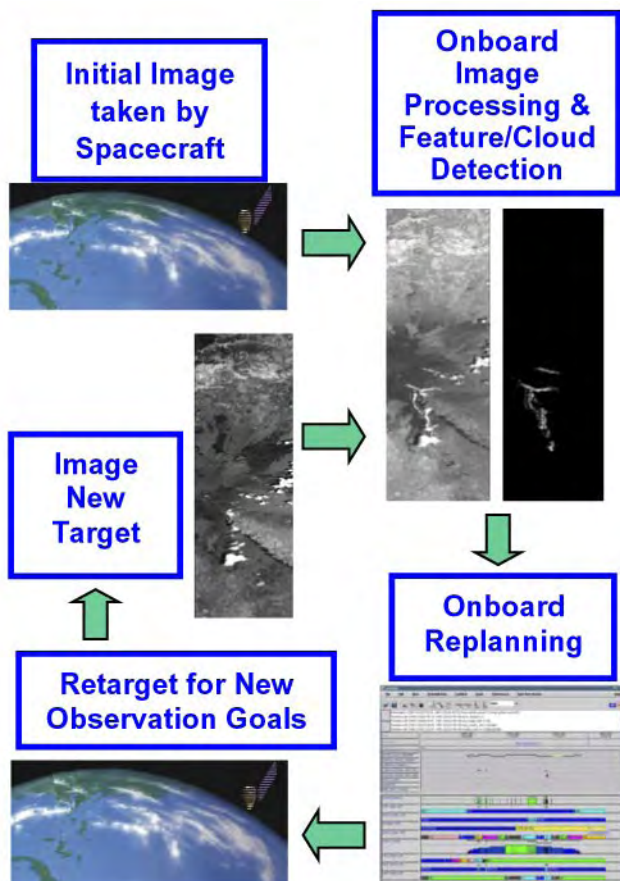 Initial Image
taken by
Spacecraft
Onboard
Image
Processing &
Feature/Cloud
Detection
Image
New
Target
Onboard
Replanning
Retarget for New
Observation Goals